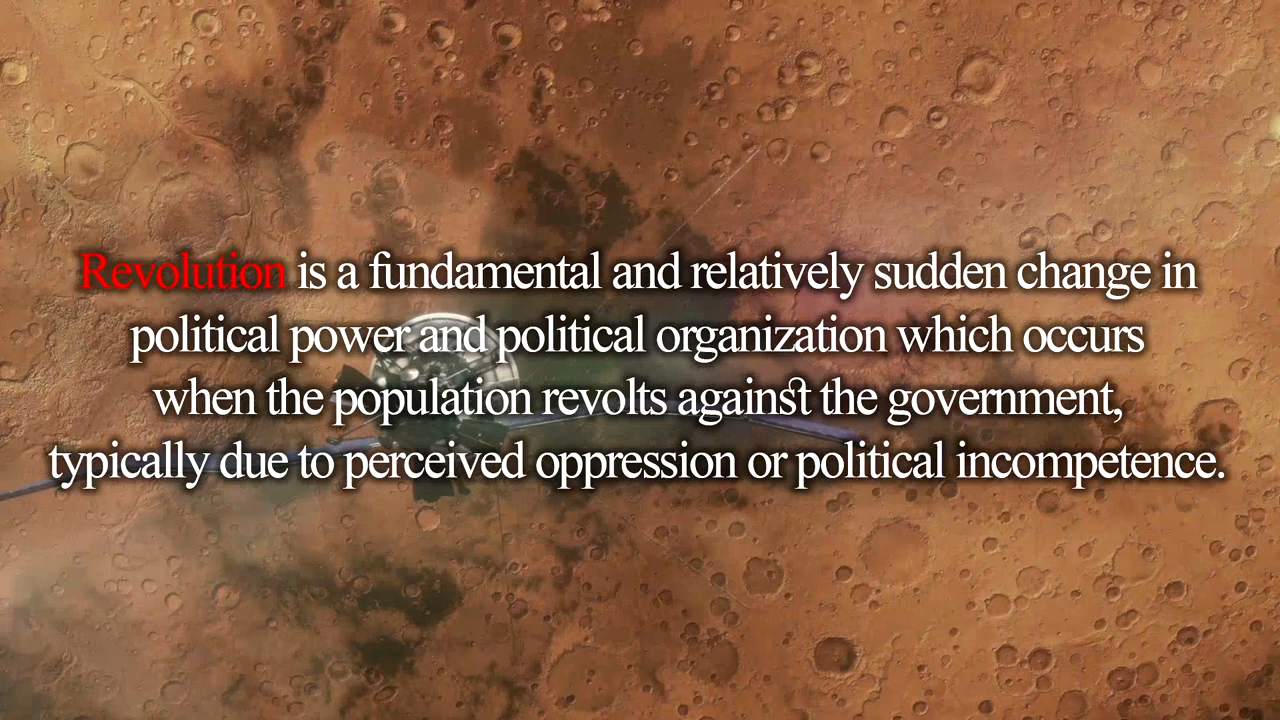 Revolution is a fundamental and relatively sudden change in
political power and political organization which occurs
when the population revolts against the government,
typically due to perceived oppression or political incompetence.